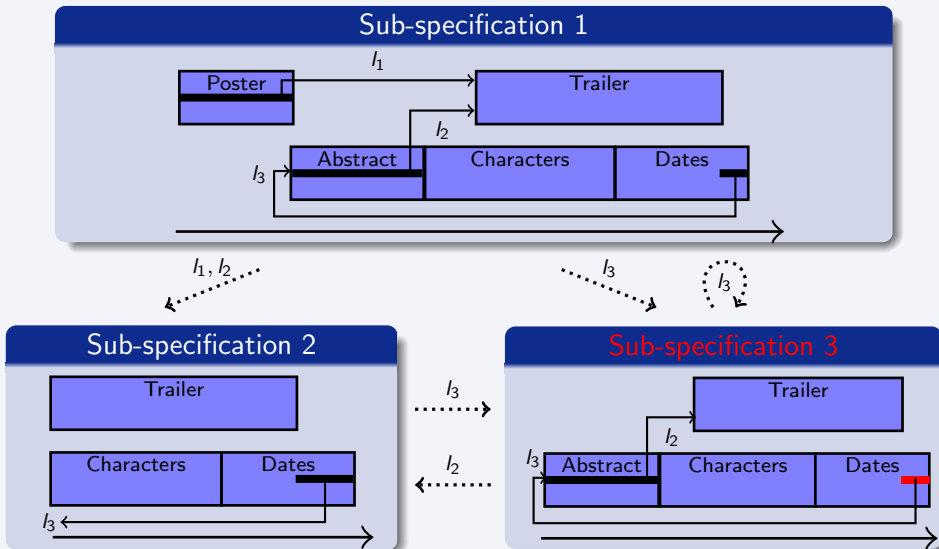 Sub-specification 1
l₁
Poster
Trailer
l₂
Abstract Characters Dates
l₃
l₁, l₂
l₃
l₃
Sub-specification 2
Trailer
Characters Dates
l₃
l₃
l₂
Sub-specification 3
Trailer
l₂
l₃
Abstract Characters Dates